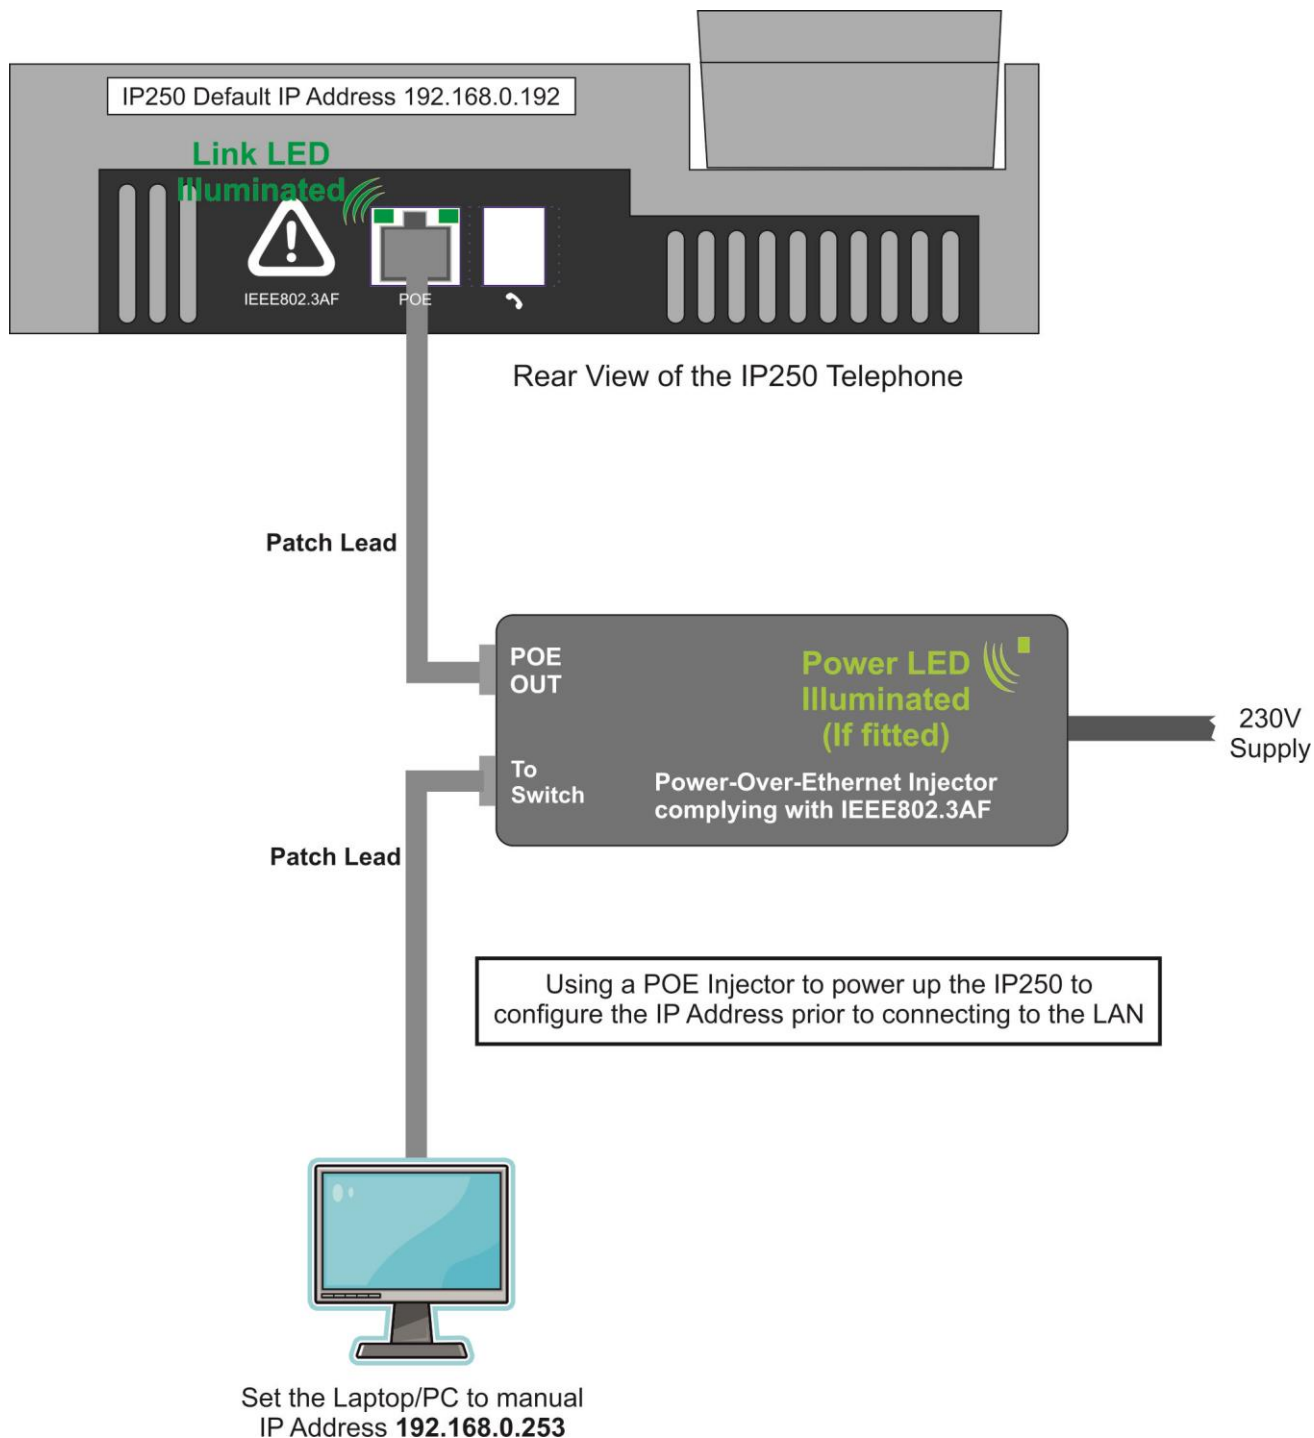 IP250 Default IP Address 192.168.0.192
Link LED
Illuminated
IEEE802.3AF
POE
Rear View of the IP250 Telephone
Patch Lead
POE
OUT
Power LED
Illuminated
(If fitted)
230V
Supply
To
Switch
Power-Over-Ethernet Injector
complying with IEEE802.3AF
Patch Lead
Using a POE Injector to power up the IP250 to
configure the IP Address prior to connecting to the LAN
Set the Laptop/PC to manual
IP Address 192.168.0.253